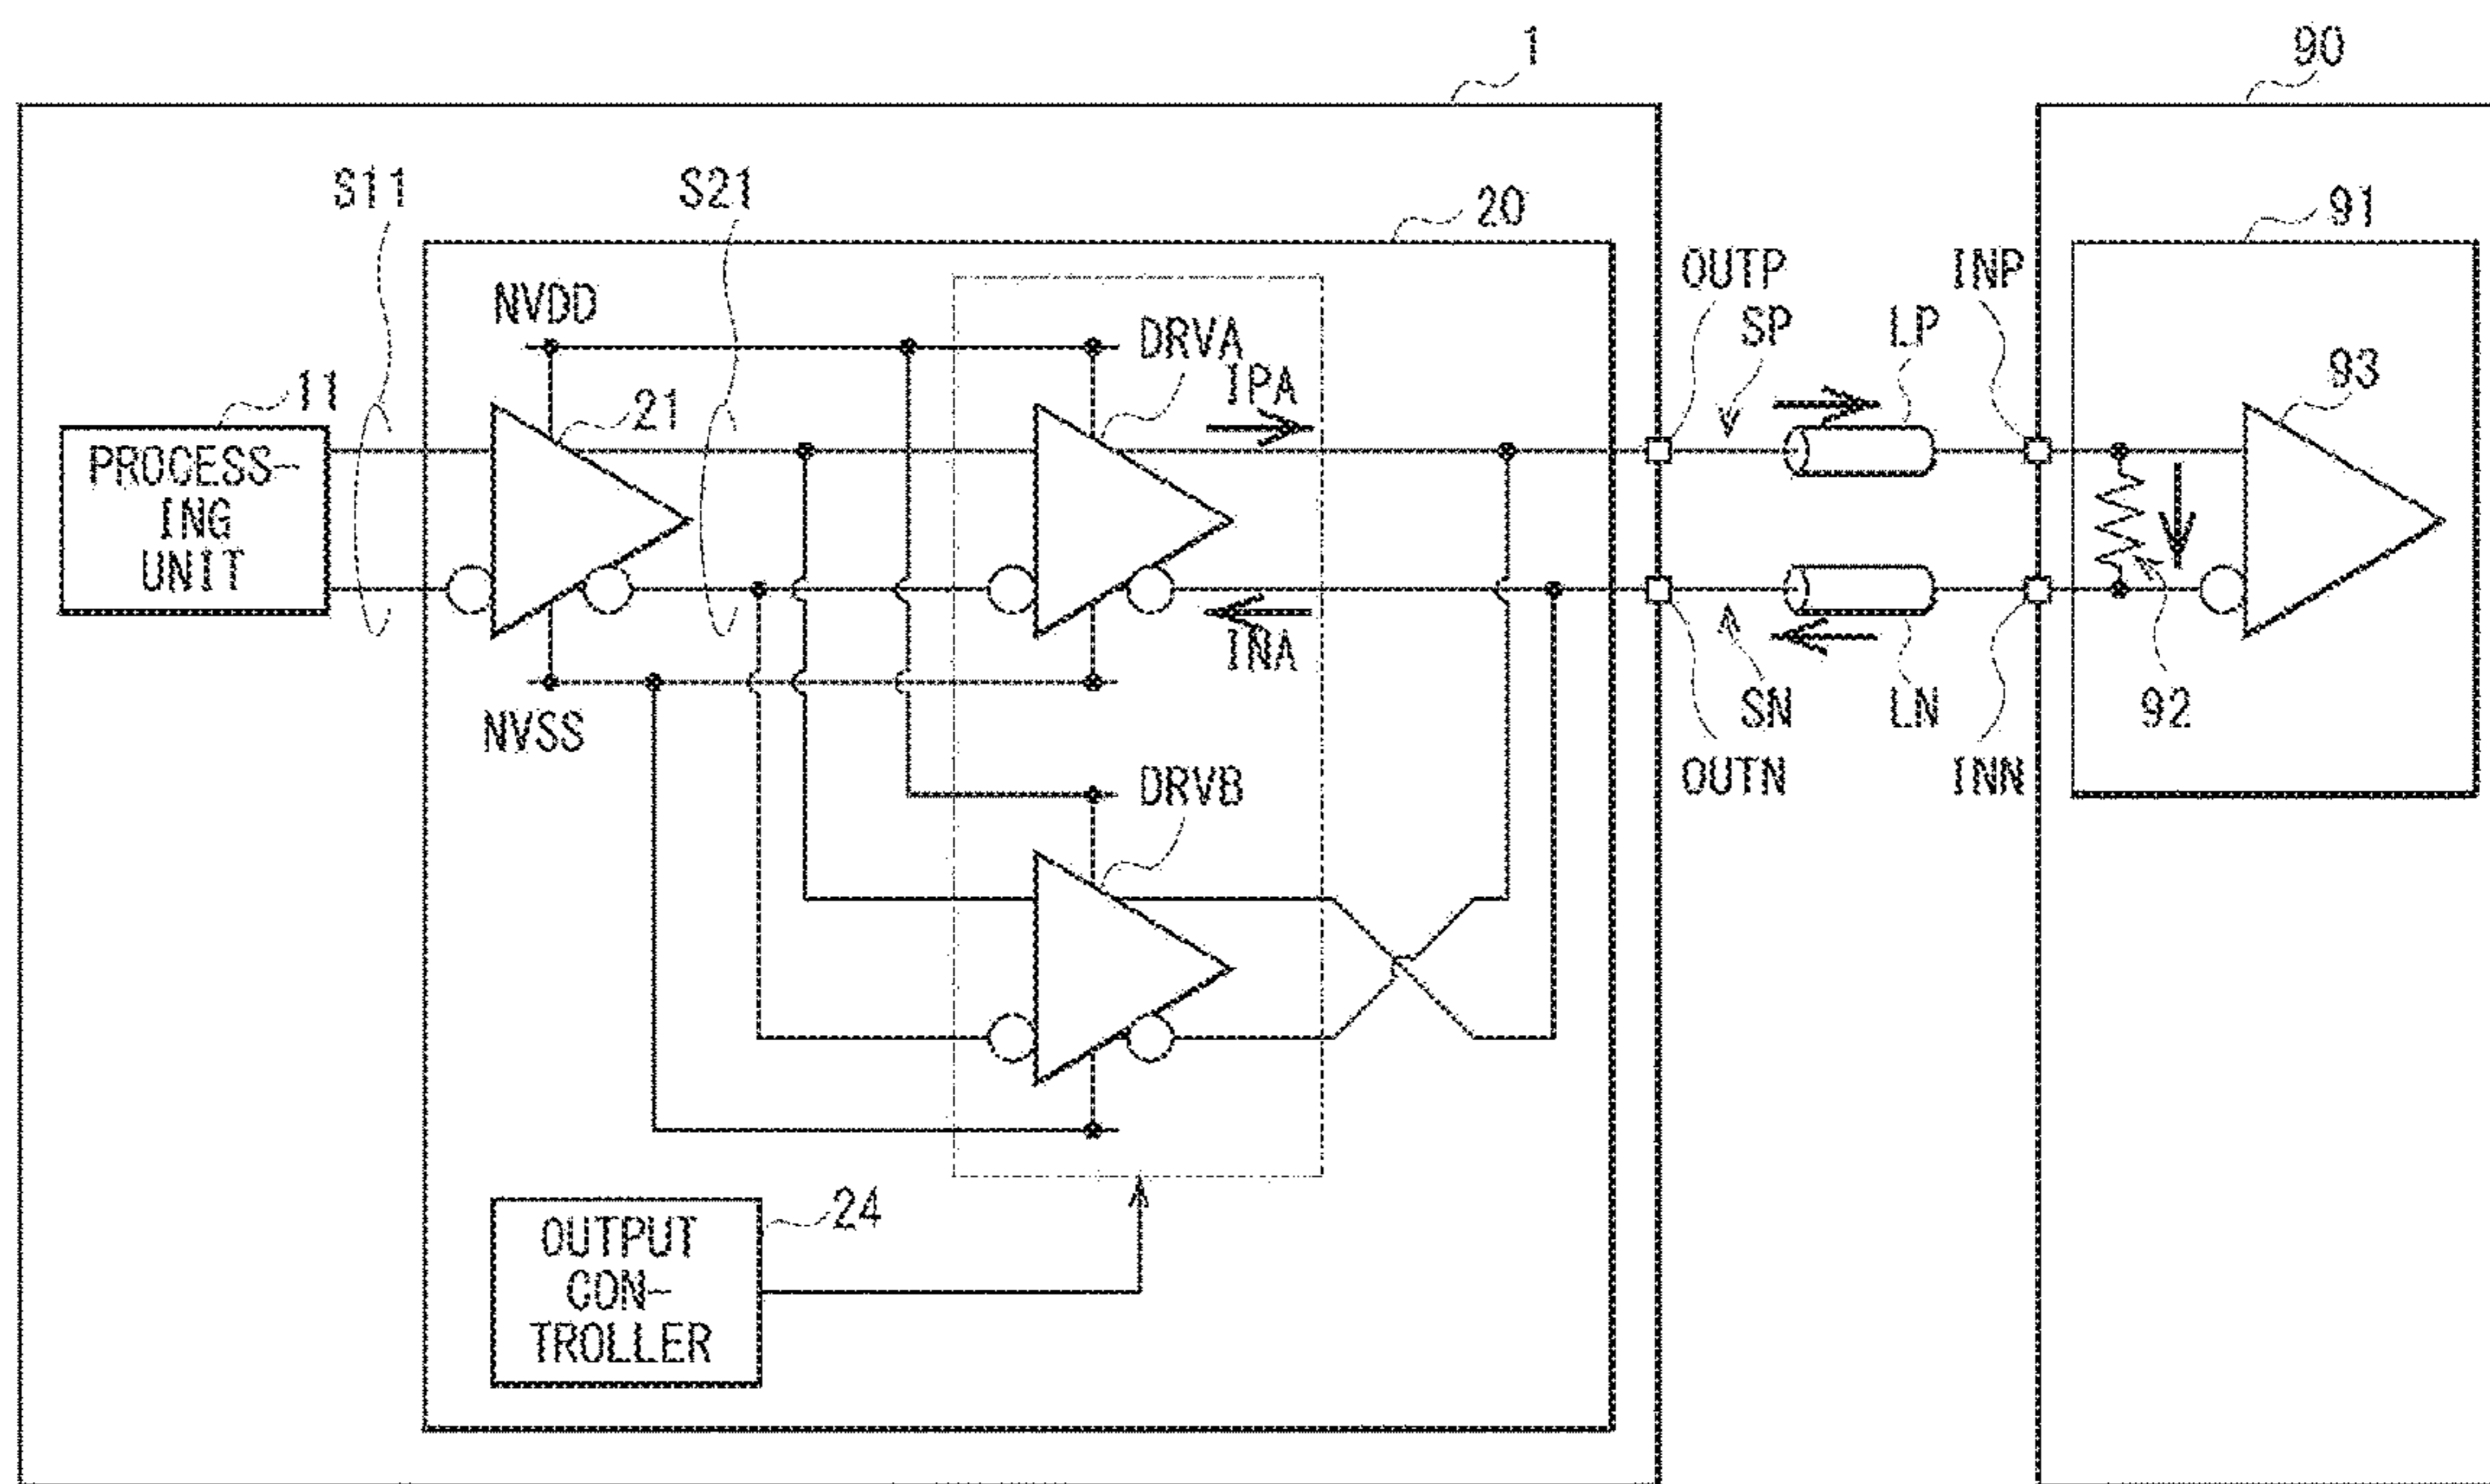 1
90
S11
S21
20
91
NVDD
OUTP
INP
DRVA
SP
LP
IPA
93
11
21
PROCESS-
ING
UNIT
INA
NVSS
SN
LN
92
OUTN
INN
DRVB
24
OUTPUT
CON-
TROLLER